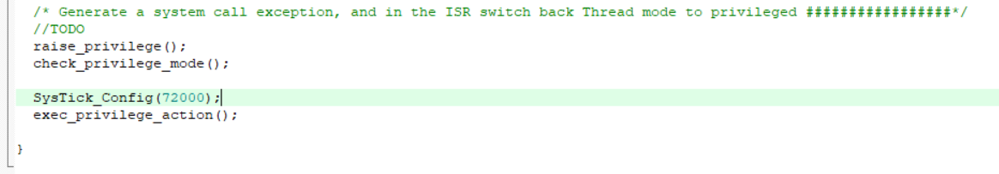 /* Generate a system call exception, and in the ISR switch back Thread mode to privileged #################*/
//TODO
raise_privilege();
check_privilege_mode();
SysTick_Config(72000);
exec_privilege_action();
}